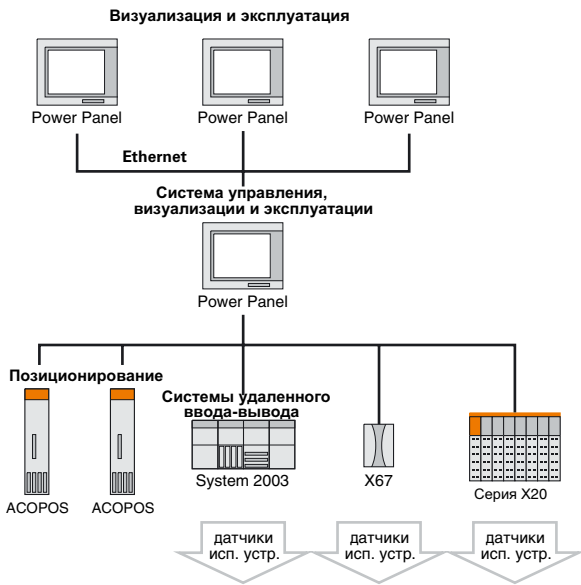 Визуализация и эксплуатация
Power Panel
Power Panel
Power Panel
Ethernet
Система управления,
визуализации и эксплуатации
Power Panel
Позиционирование
Системы удаленного
ввода-вывода
ACOPOS
ACOPOS
System 2003
X67
Серия X20
датчики
исп. устр.
датчики
исп. устр.
датчики
исп. устр.